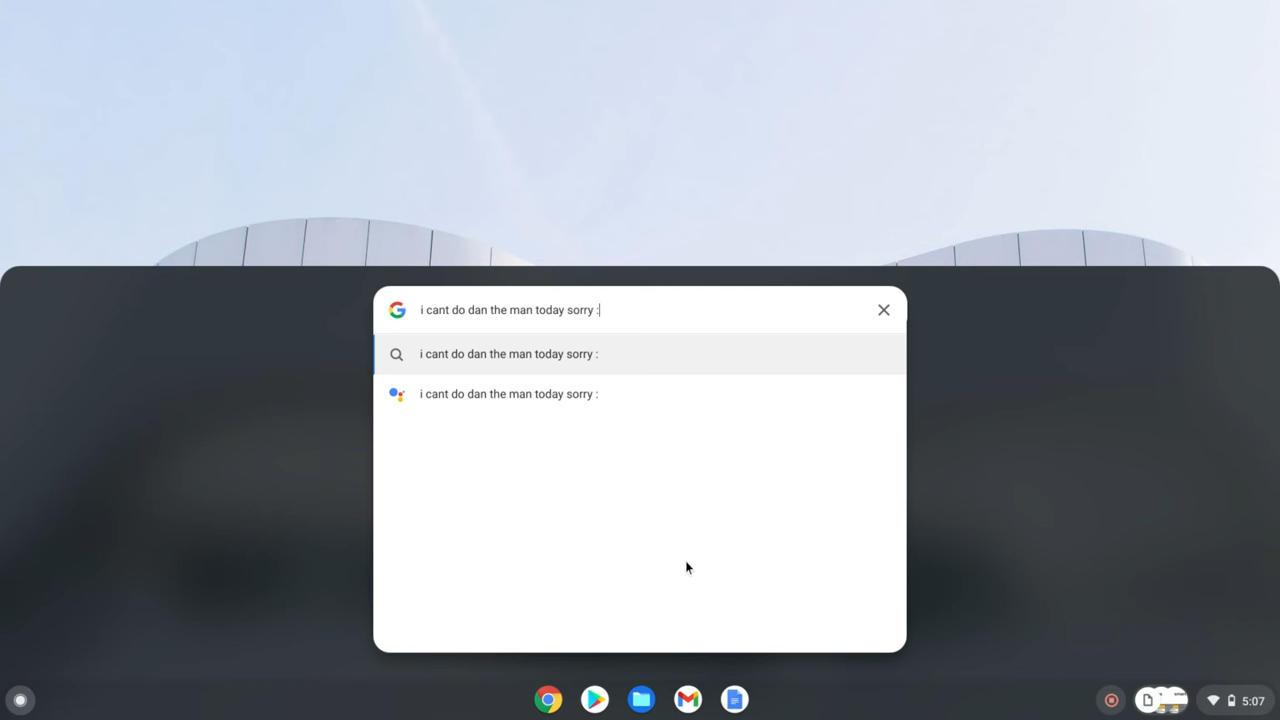 i cant do dan the man today sorry :
i cant do dan the man today sorry :
i cant do dan the man today sorry :
5:07